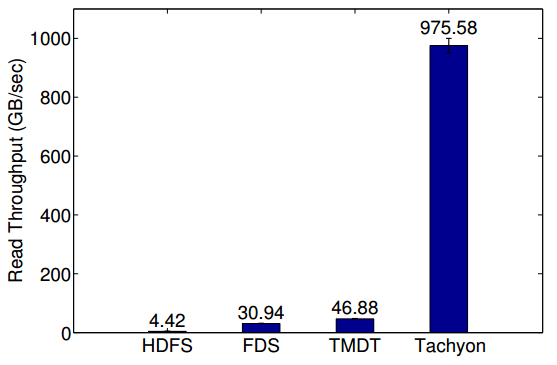 Read Throughput (GB/sec)
1000
800
600
400
200
0
4.42
30.94
46.88
975.58
HDFS
FDS
TMDT
Tachyon